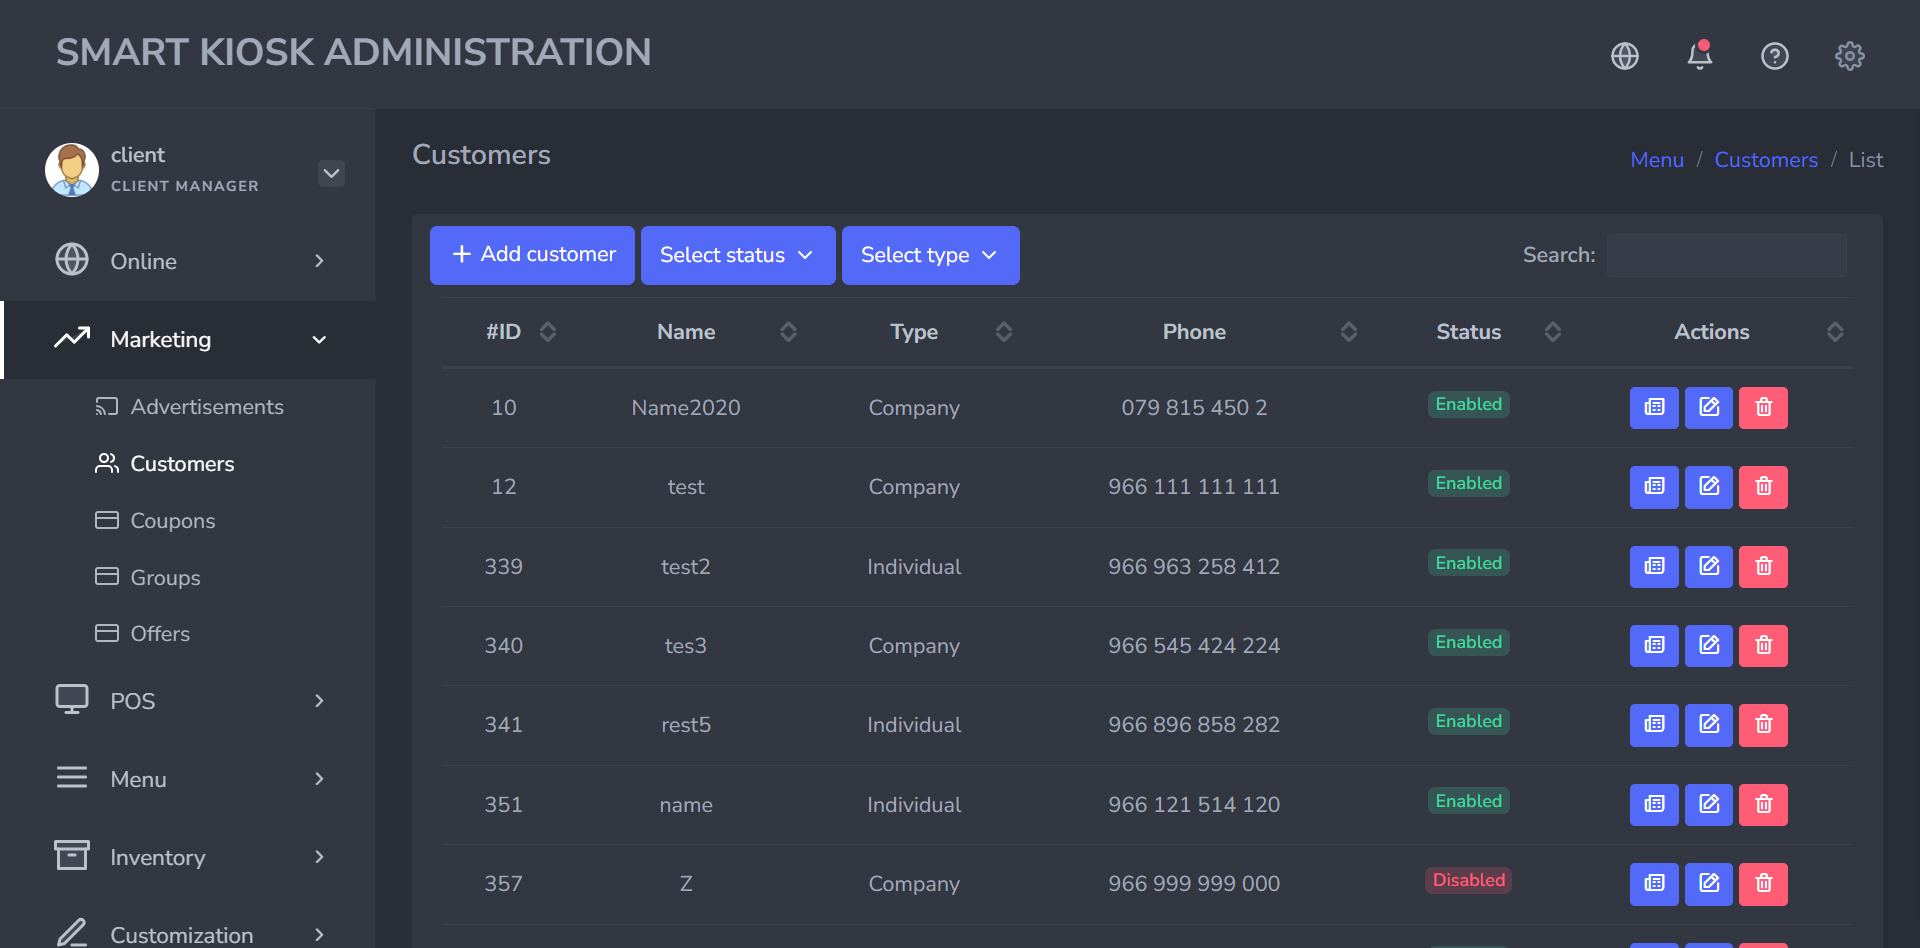 SMART KIOSK ADMINISTRATION
client
CLIENT MANAGER
Online
Marketing
Advertisements
Customers
Coupons
Groups
Offers
POS
Menu
Inventory
Customization
Customers
Menu / Customers / List
Add customer Select status Select type Search:
#ID Name Type Phone Status Actions
10 Name2020 Company 079 815 450 2 Enabled
12 test Company 966 111 111 111 Enabled
339 test2 Individual 966 963 258 412 Enabled
340 tes3 Company 966 545 424 224 Enabled
341 rest5 Individual 966 896 858 282 Enabled
351 name Individual 966 121 514 120 Enabled
357 Z Company 966 999 999 000 Disabled